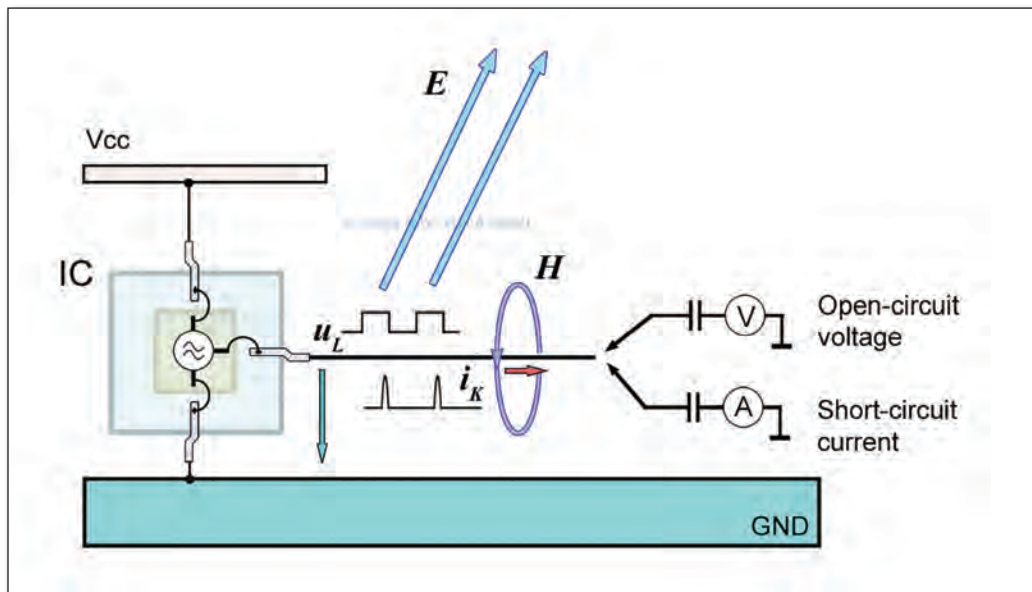 E
Vcc
IC
H
u_L
i_K
V
Open-circuit
voltage
A
Short-circuit
current
GND